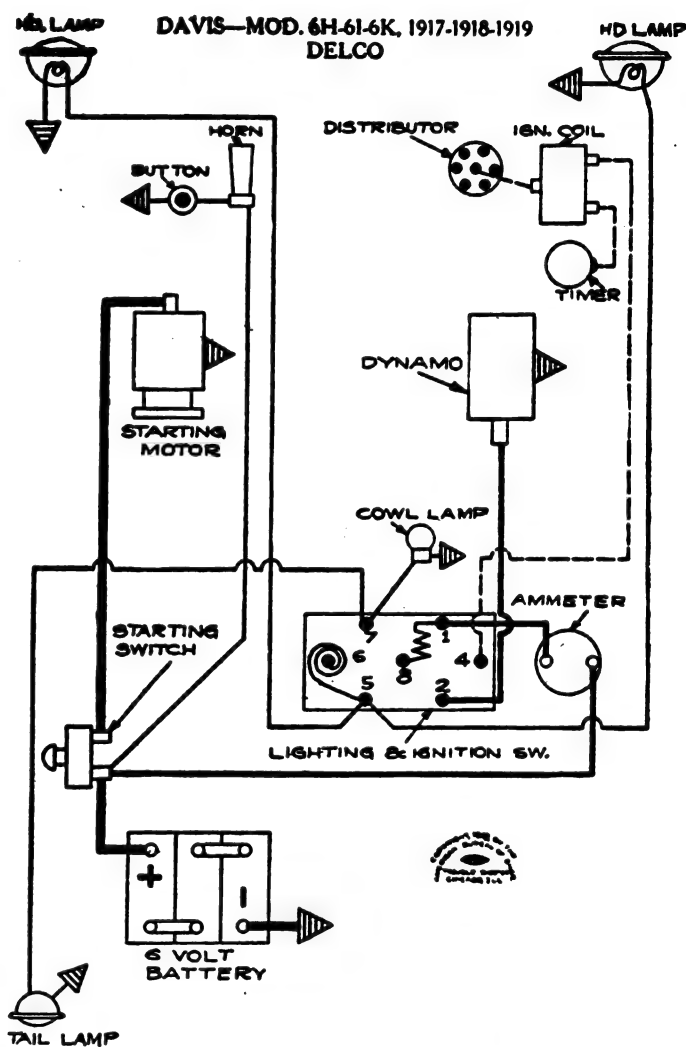 DAVIS—MOD. 6H-61-6K, 1917-1918-1919
DELCO
HD. LAMP
HD LAMP
HORN
BUTTON
DISTRIBUTOR
IGN. COIL
TIMER
DYNAMO
STARTING
MOTOR
COWL LAMP
AMMETER
STARTING
SWITCH
7
1
6
3
4
5
2
LIGHTING & IGNITION SW.
+
–
6 VOLT
BATTERY
TAIL LAMP